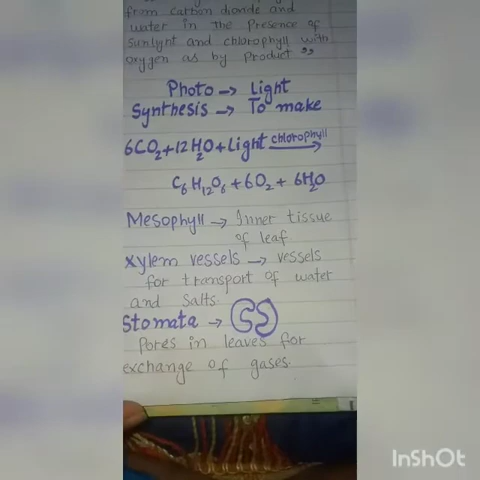 from carbon dioxide and
water in the presence of
sunlight and chlorophyll with
oxygen as by Product ”
Photo → Light
Synthesis → To make
6CO2+12H2O+Light chlorophyll→
C6H12O6+6O2+6H2O
Mesophyll → Inner tissue
of leaf
xylem vessels → vessels
for transport of water
and salts
Stomata →
Pores in leaves for
exchange of gases.
InShOt